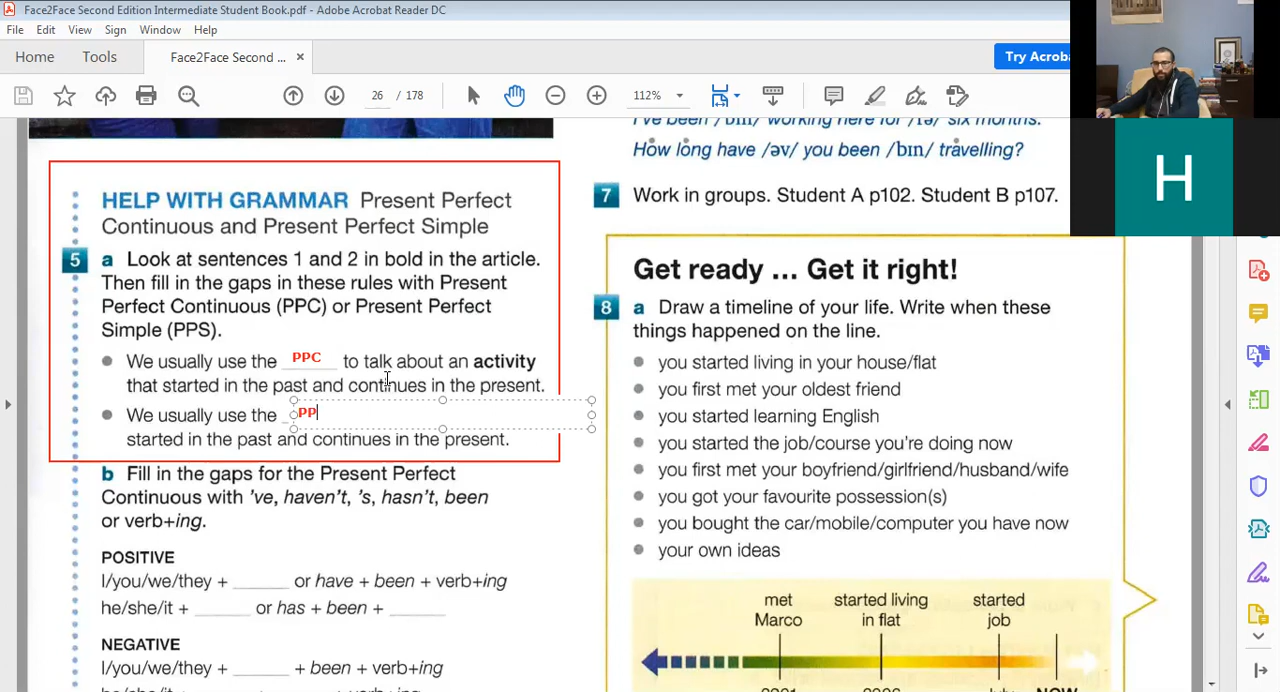 Face2Face Second Edition Intermediate Student Book.pdf - Adobe Acrobat Reader DC
File Edit View Sign Window Help
Home Tools Face2Face Second ... × Try Acroba
26 / 178 112%
I've been /bɪn/ working here for /fə/ six months.
How long have /əv/ you been /bɪn/ travelling?
7 Work in groups. Student A p102. Student B p107.
H
HELP WITH GRAMMAR Present Perfect
Continuous and Present Perfect Simple
5 a Look at sentences 1 and 2 in bold in the article.
Then fill in the gaps in these rules with Present
Perfect Continuous (PPC) or Present Perfect
Simple (PPS).
We usually use the PPC to talk about an activity
that started in the past and continues in the present.
We usually use the PP
started in the past and continues in the present.
b Fill in the gaps for the Present Perfect
Continuous with 've, haven't, 's, hasn't, been
or verb+ing.
POSITIVE
I/you/we/they + ______ or have + been + verb+ing
he/she/it + ______ or has + been + ______
NEGATIVE
I/you/we/they + ______ + been + verb+ing
Get ready ... Get it right!
8 a Draw a timeline of your life. Write when these
things happened on the line.
you started living in your house/flat
you first met your oldest friend
you started learning English
you started the job/course you're doing now
you first met your boyfriend/girlfriend/husband/wife
you got your favourite possession(s)
you bought the car/mobile/computer you have now
your own ideas
met
Marco
started living
in flat
started
job
NOW